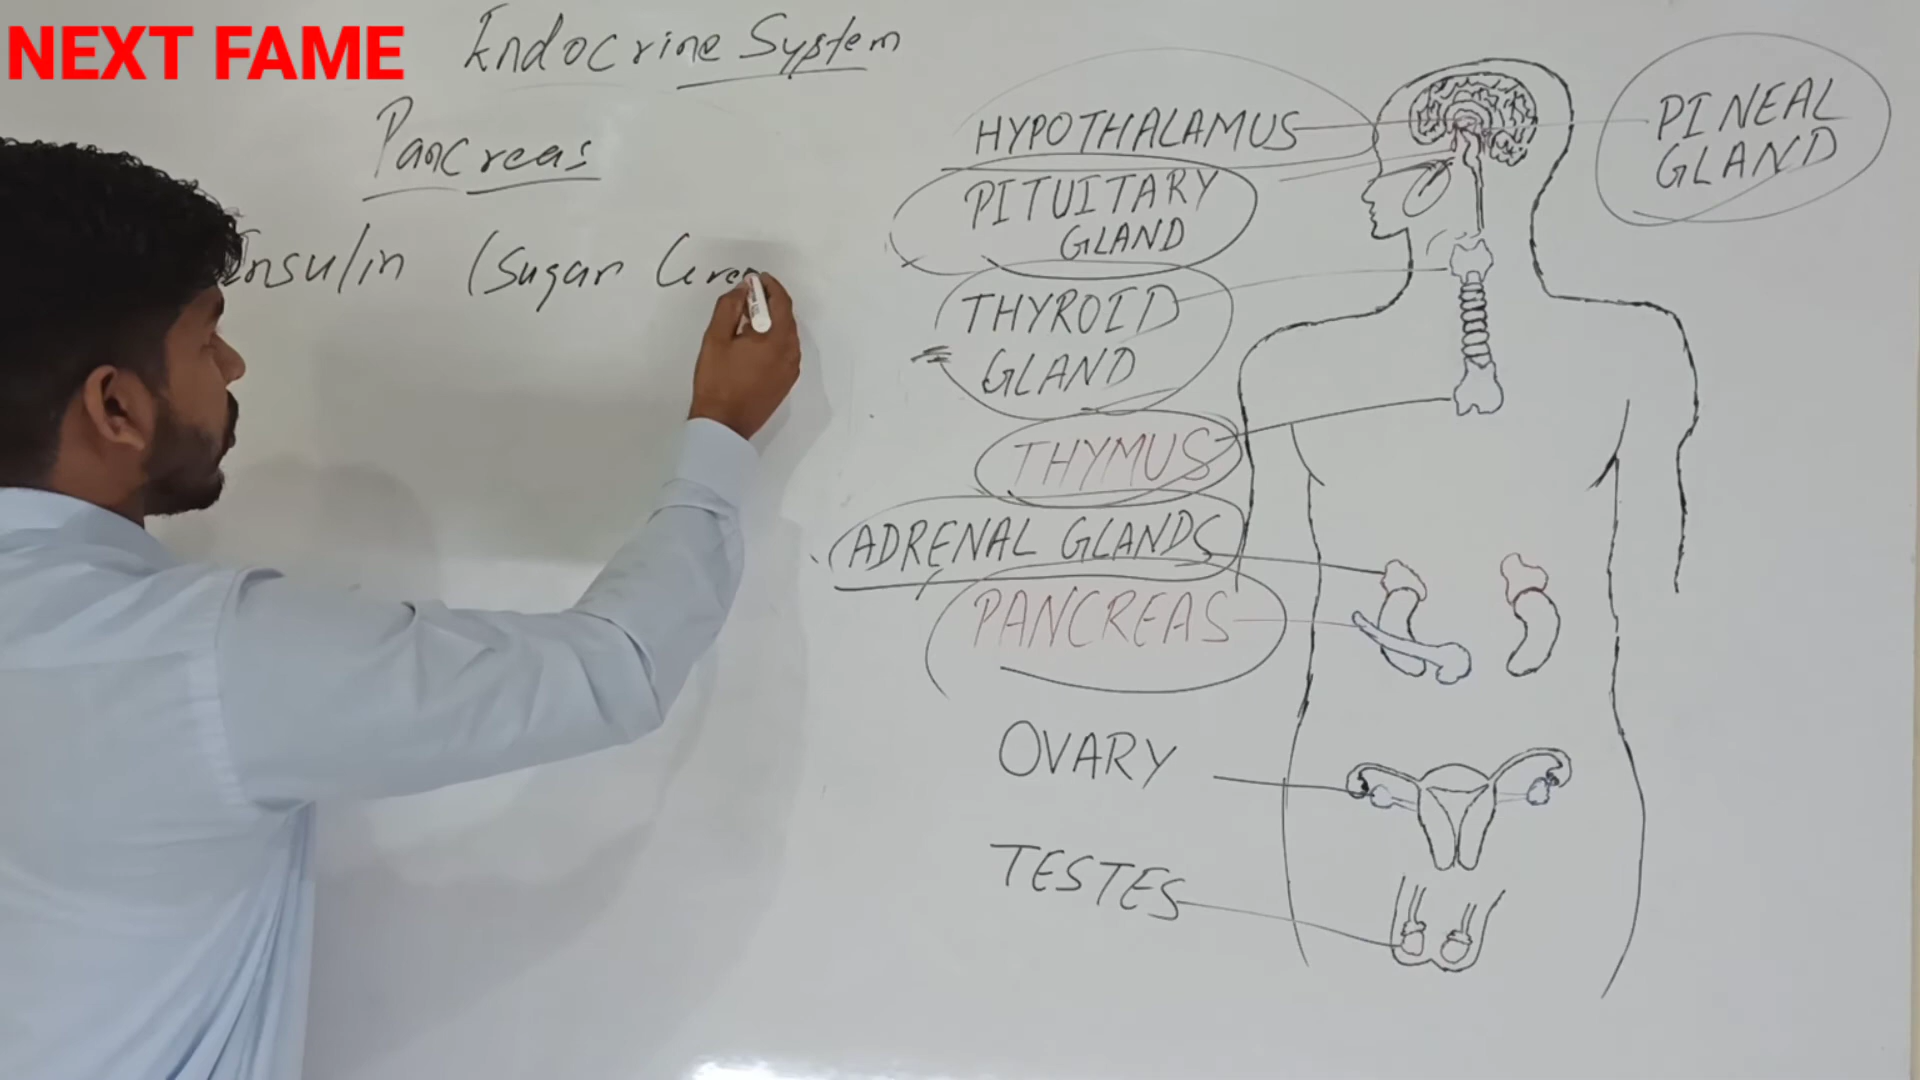 NEXT FAME
Endocrine System
Pancreas
Insulin (Sugar
HYPOTHALAMUS
PITUITARY
GLAND
THYROID
GLAND
THYMUS
ADRENAL GLANDS
PANCREAS
OVARY
TESTES
PINEAL
GLAND